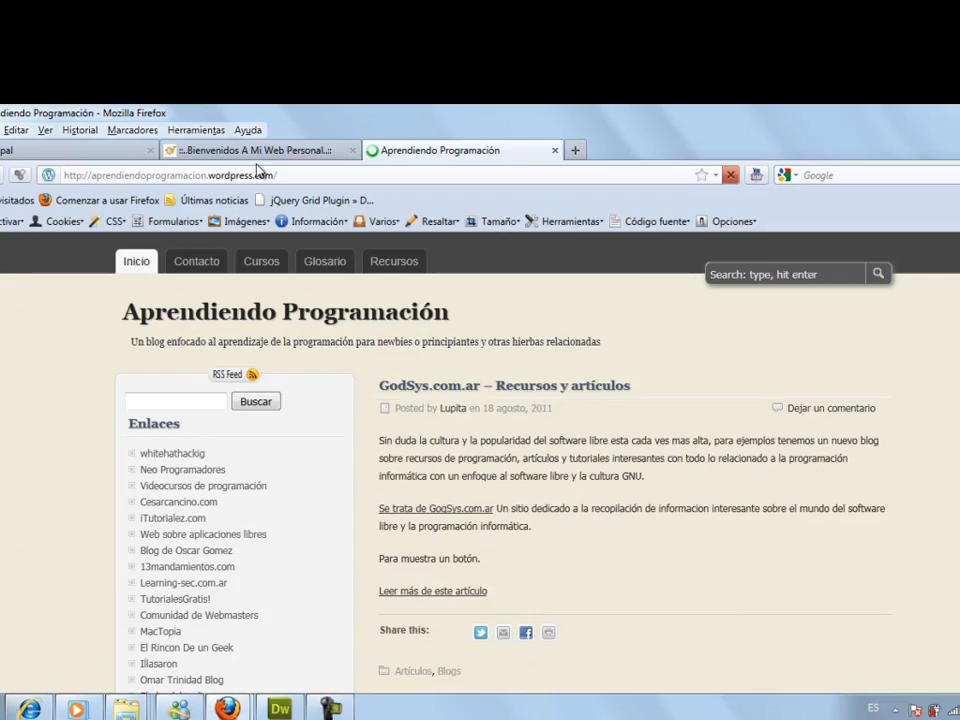 diendo Programación - Mozilla Firefox
Editar Ver Historial Marcadores Herramientas Ayuda
pal ::.Bienvenidos A Mi Web Personal..:: Aprendiendo Programación
http://aprendiendoprogramacion.wordpress.com/ Google
visitados Comenzar a usar Firefox Últimas noticias jQuery Grid Plugin » D...
ctivar Cookies CSS Formularios Imágenes Información Varios Resaltar Tamaño Herramientas Código fuente Opciones
Inicio Contacto Cursos Glosario Recursos
Search: type, hit enter
Aprendiendo Programación
Un blog enfocado al aprendizaje de la programación para newbies o principiantes y otras hierbas relacionadas
RSS Feed
Buscar
Enlaces
whitehathackig
Neo Programadores
Videocursos de programación
Cesarcancino.com
iTutorialez.com
Web sobre aplicaciones libres
Blog de Oscar Gomez
13mandamientos.com
Learning-sec.com.ar
TutorialesGratis!
Comunidad de Webmasters
MacTopia
El Rincon De un Geek
Illasaron
Omar Trinidad Blog
GodSys.com.ar – Recursos y artículos
Posted by Lupita en 18 agosto, 2011 Dejar un comentario
Sin duda la cultura y la popularidad del software libre esta cada ves mas alta, para ejemplos tenemos un nuevo blog
sobre recursos de programación, artículos y tutoriales interesantes con todo lo relacionado a la programación
informática con un enfoque al software libre y la cultura GNU.
Se trata de GogSys.com.ar Un sitio dedicado a la recopilación de informacion interesante sobre el mundo del software
libre y la programación informática.
Para muestra un botón.
Leer más de este artículo
Share this:
Artículos, Blogs
Dw
ES